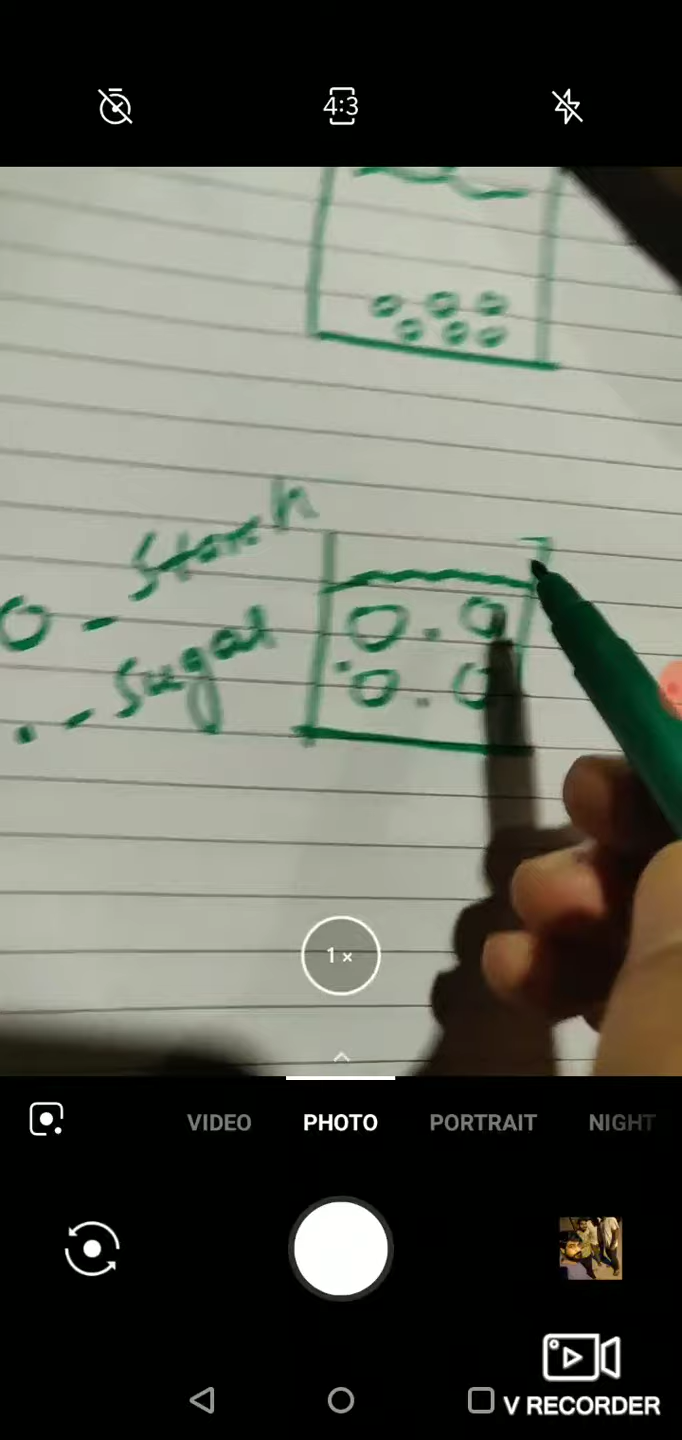 4:3
O - Starch
. - Sugar
1 ×
VIDEO PHOTO PORTRAIT NIGHT
V RECORDER